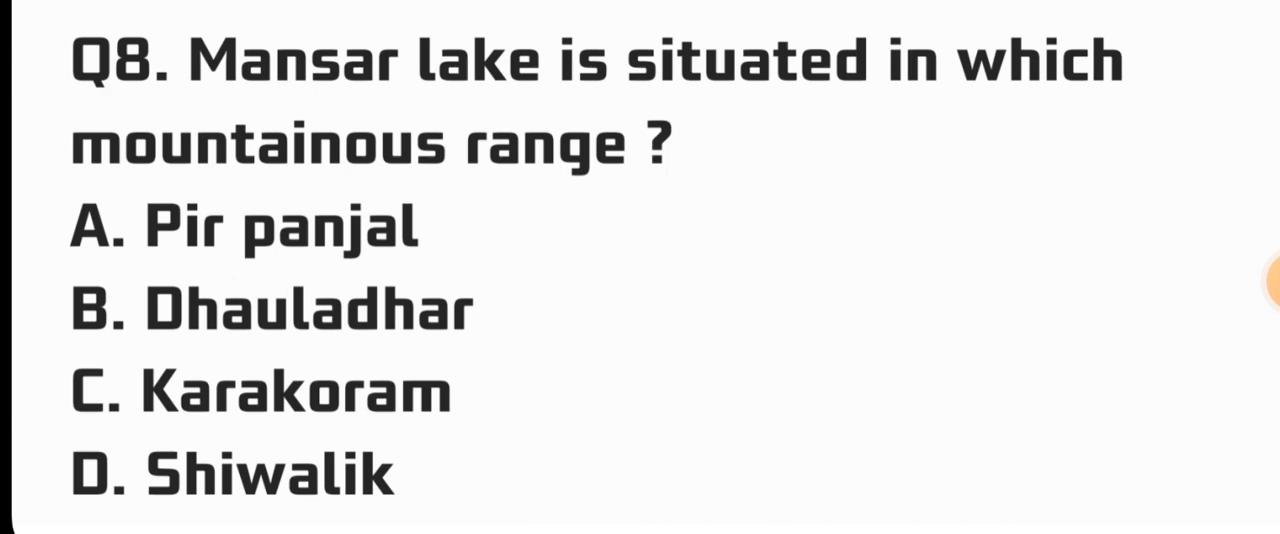 Q8. Mansar lake is situated in which
mountainous range ?
A. Pir panjal
B. Dhauladhar
C. Karakoram
D. Shiwalik